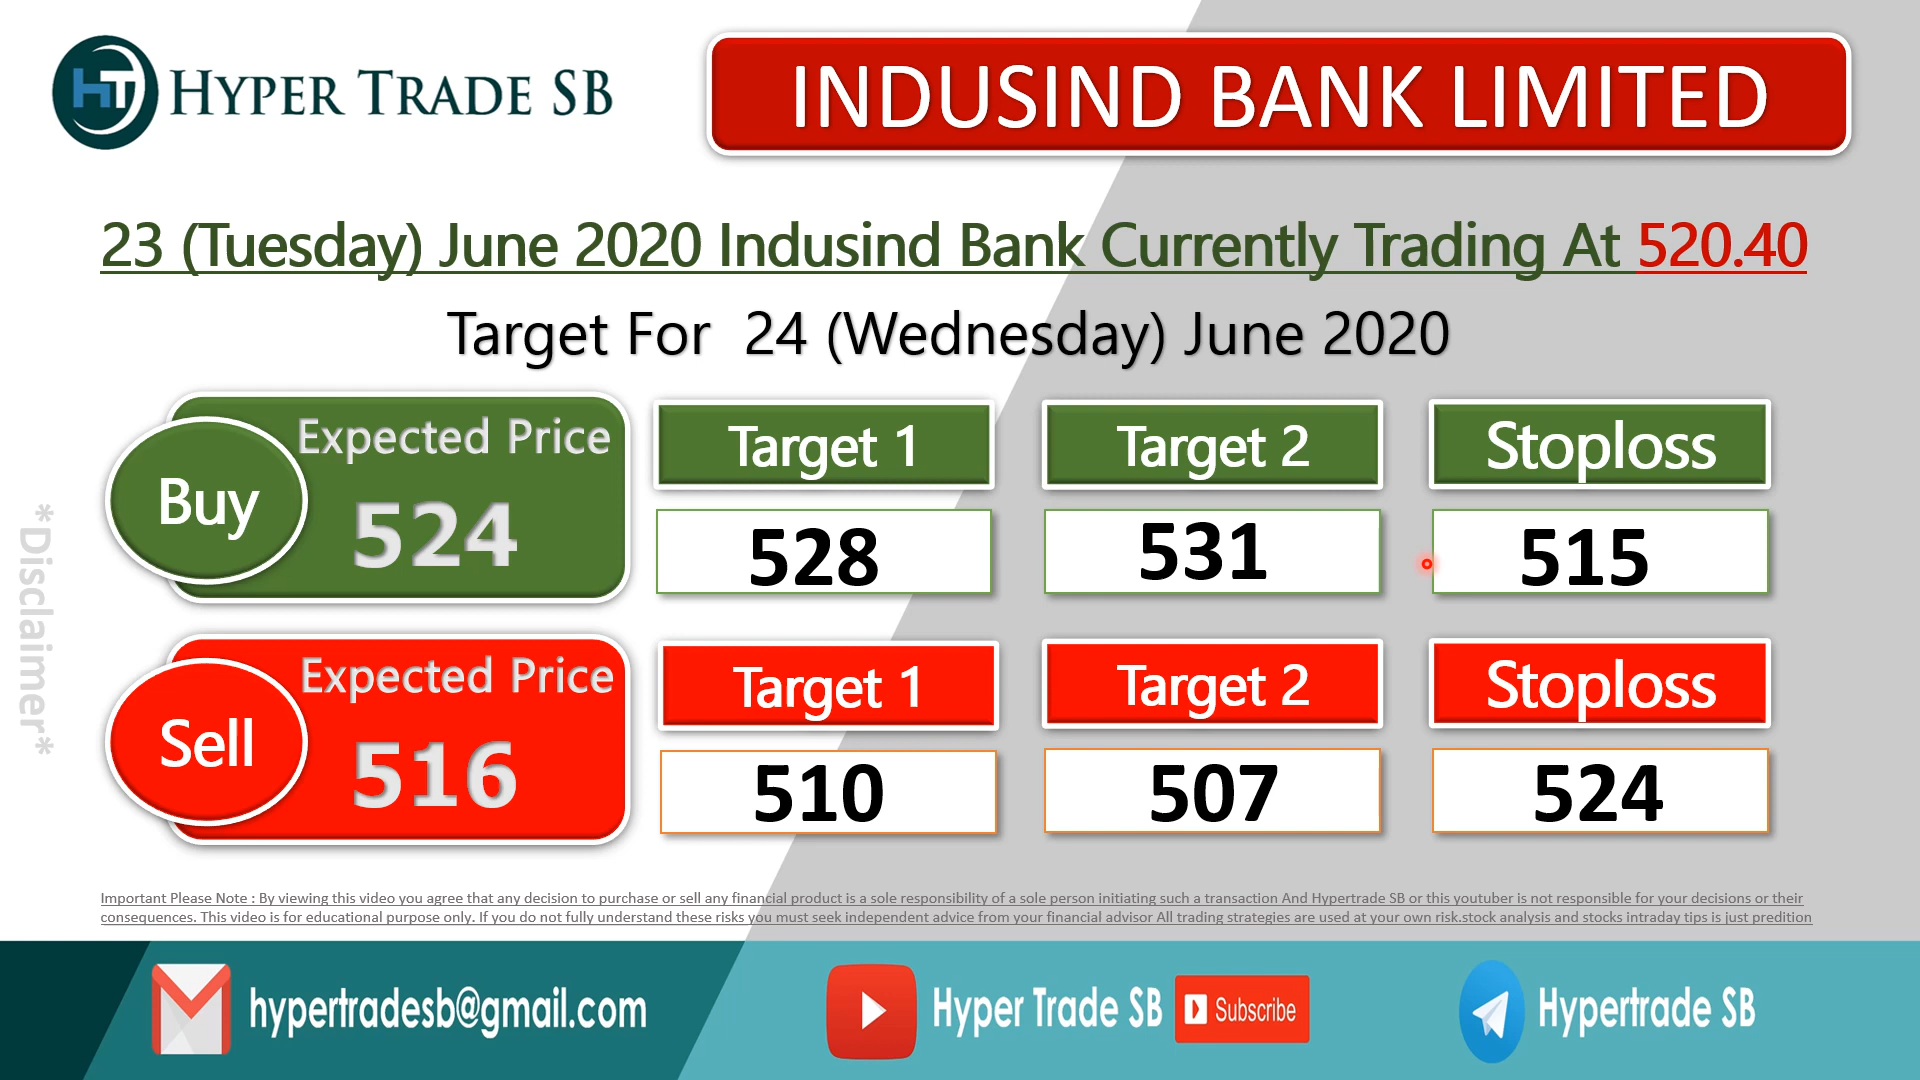 HT HYPER TRADE SB
INDUSIND BANK LIMITED
23 (Tuesday) June 2020 Indusind Bank Currently Trading At 520.40
Target For 24 (Wednesday) June 2020
*Disclaimer*
Buy
Expected Price
524
Target 1
528
Target 2
531
Stoploss
515
Sell
Expected Price
516
Target 1
510
Target 2
507
Stoploss
524
Important Please Note : By viewing this video you agree that any decision to purchase or sell any financial product is a sole responsibility of a sole person initiating such a transaction And Hypertrade SB or this youtuber is not responsible for your decisions or their
consequences. This video is for educational purpose only. If you do not fully understand these risks you must seek independent advice from your financial advisor All trading strategies are used at your own risk.stock analysis and stocks intraday tips is just predition
hypertradesb@gmail.com
Hyper Trade SB
Subscribe
Hypertrade SB